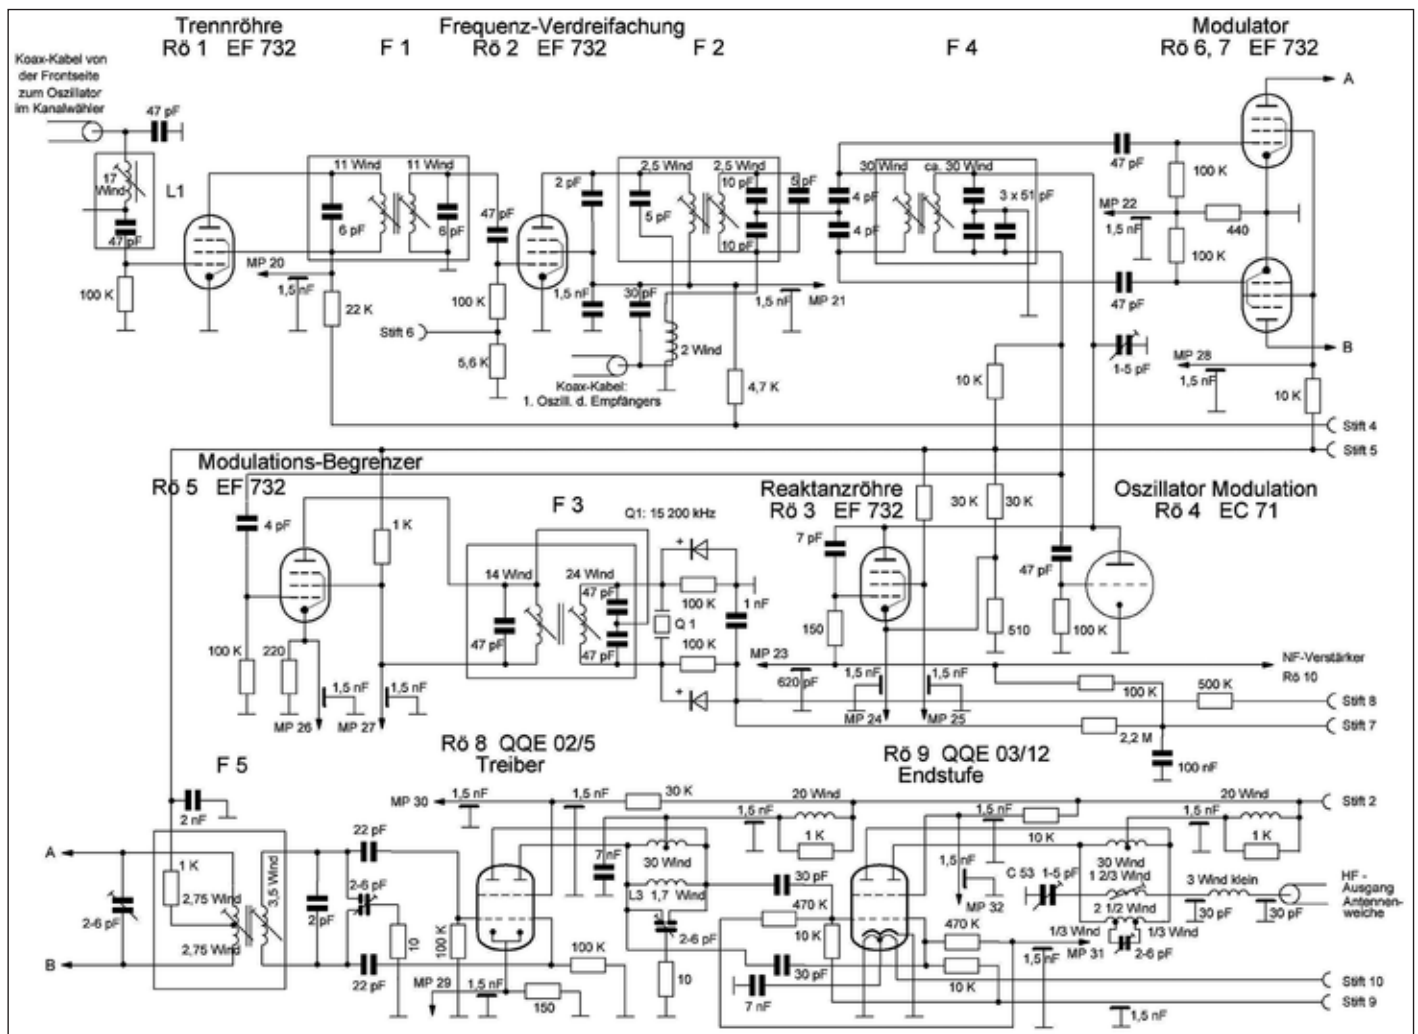 Trennröhre
Rö 1 EF 732
F 1
Frequenz-Verdreifachung
Rö 2 EF 732
F 2
F 4
Modulator
Rö 6, 7 EF 732
Koax-Kabel von
der Frontseite
zum Oszillator
im Kanalwähler
47 pF
17
Wind
L1
47 pF
100 K
11 Wind
11 Wind
6 pF
6 pF
MP 20
1,5 nF
22 K
47 pF
100 K
Stift 6
5,6 K
2 pF
1,5 nF
30 pF
2,5 Wind
2,5 Wind
5 pF
10 pF
10 pF
5 pF
2 Wind
Koax-Kabel:
1. Oszill. d. Empfängers
4,7 K
1,5 nF
MP 21
4 pF
4 pF
30 Wind
ca. 30 Wind
3 x 51 pF
47 pF
100 K
MP 22
1,5 nF
440
100 K
47 pF
1-5 pF
MP 28
1,5 nF
10 K
10 K
A
B
Stift 4
Stift 5
Modulations-Begrenzer
Rö 5 EF 732
4 pF
1 K
100 K
220
MP 26
1,5 nF
MP 27
1,5 nF
F 3
14 Wind
24 Wind
47 pF
47 pF
47 pF
Q1: 15 200 kHz
+
100 K
Q 1
100 K
+
1 nF
Reaktanzröhre
Rö 3 EF 732
7 pF
150
30 K
30 K
510
MP 23
620 pF
1,5 nF
MP 24
1,5 nF
MP 25
Oszillator Modulation
Rö 4 EC 71
47 pF
100 K
NF-Verstärker
Rö 10
100 K
500 K
Stift 8
Stift 7
2,2 M
100 nF
F 5
2 nF
A
B
2-6 pF
1 K
2,75 Wind
2,75 Wind
3,5 Wind
2 pF
22 pF
2-6 pF
22 pF
10
Rö 8 QQE 02/5
Treiber
MP 30
1,5 nF
1,5 nF
30 K
100 K
MP 29
1,5 nF
150
100 K
7 nF
30 Wind
L3 1,7 Wind
2-6 pF
10
1,5 nF
20 Wind
1 K
30 pF
470 K
10 K
30 pF
7 nF
Rö 9 QQE 03/12
Endstufe
1,5 nF
10 K
1,5 nF
MP 32
470 K
10 K
C 53 1-5 pF
30 Wind
1 2/3 Wind
2 1/2 Wind
1/3 Wind
1/3 Wind
2-6 pF
MP 31
1,5 nF
1,5 nF
20 Wind
1 K
3 Wind klein
30 pF
30 pF
HF -
Ausgang
Antennen-
weiche
Stift 2
Stift 10
Stift 9
1,5 nF